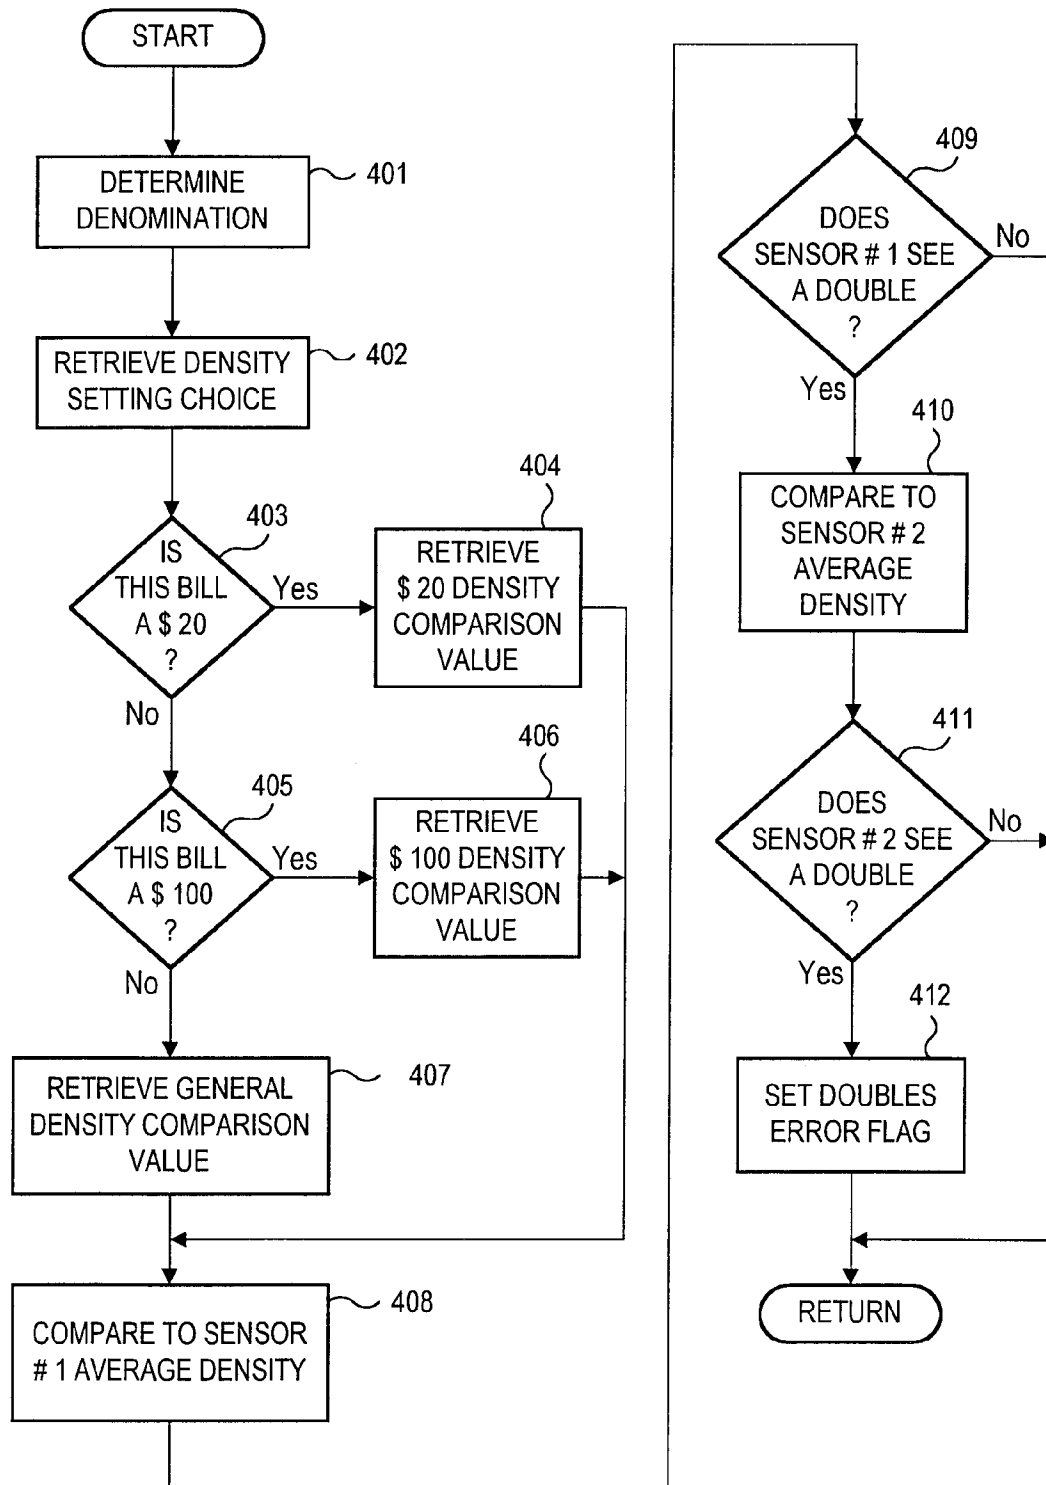 START
DETERMINE
DENOMINATION
401
RETRIEVE DENSITY
SETTING CHOICE
402
IS
THIS BILL
A $ 20
?
403
Yes
No
RETRIEVE
$ 20 DENSITY
COMPARISON
VALUE
404
IS
THIS BILL
A $ 100
?
405
Yes
No
RETRIEVE
$ 100 DENSITY
COMPARISON
VALUE
406
RETRIEVE GENERAL
DENSITY COMPARISON
VALUE
407
COMPARE TO SENSOR
# 1 AVERAGE DENSITY
408
DOES
SENSOR # 1 SEE
A DOUBLE
?
409
No
Yes
COMPARE TO
SENSOR # 2
AVERAGE
DENSITY
410
DOES
SENSOR # 2 SEE
A DOUBLE
?
411
No
Yes
SET DOUBLES
ERROR FLAG
412
RETURN